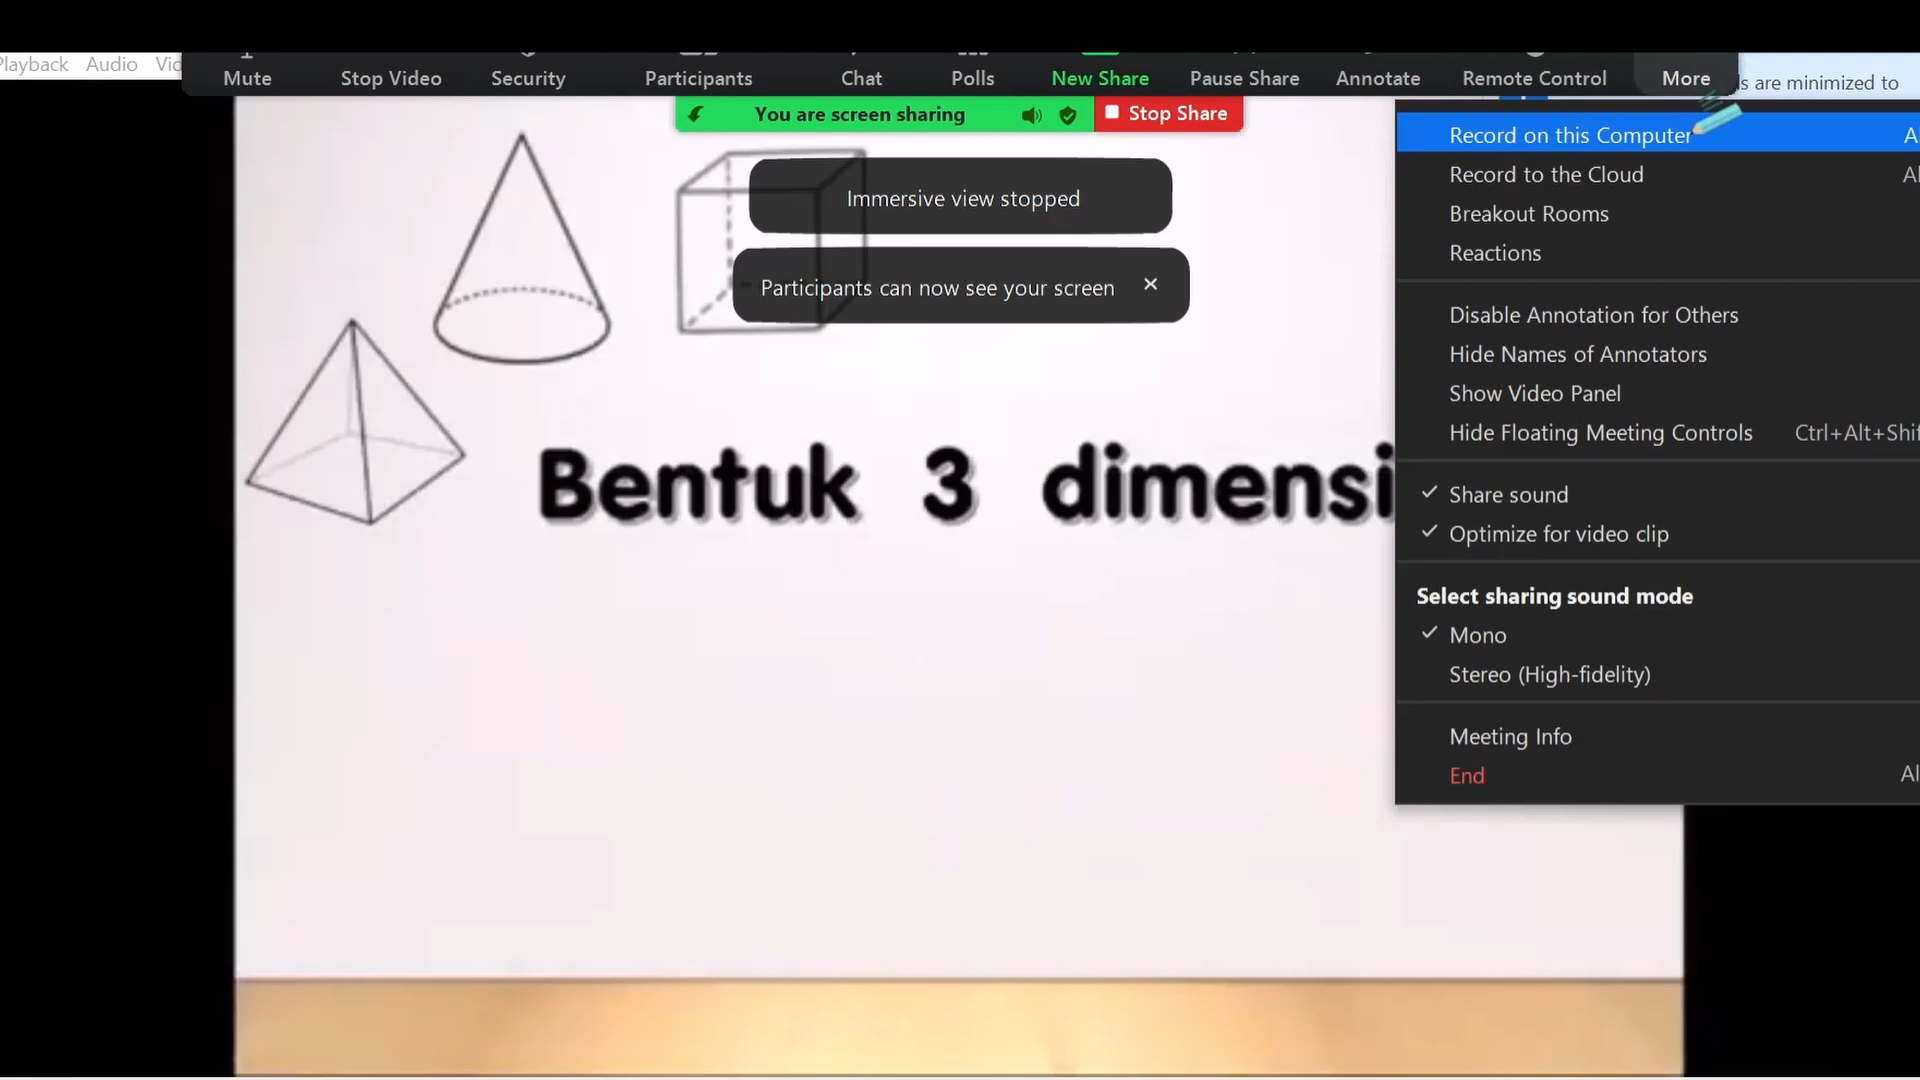 Playback Audio
Mute Stop Video Security Participants Chat Polls New Share Pause Share Annotate Remote Control More
are minimized to
You are screen sharing
Stop Share
Immersive view stopped
Participants can now see your screen
Bentuk 3 dimensi
Record on this Computer
Record to the Cloud
Breakout Rooms
Reactions
Disable Annotation for Others
Hide Names of Annotators
Show Video Panel
Hide Floating Meeting Controls Ctrl+Alt+Shif
Share sound
Optimize for video clip
Select sharing sound mode
Mono
Stereo (High-fidelity)
Meeting Info
End